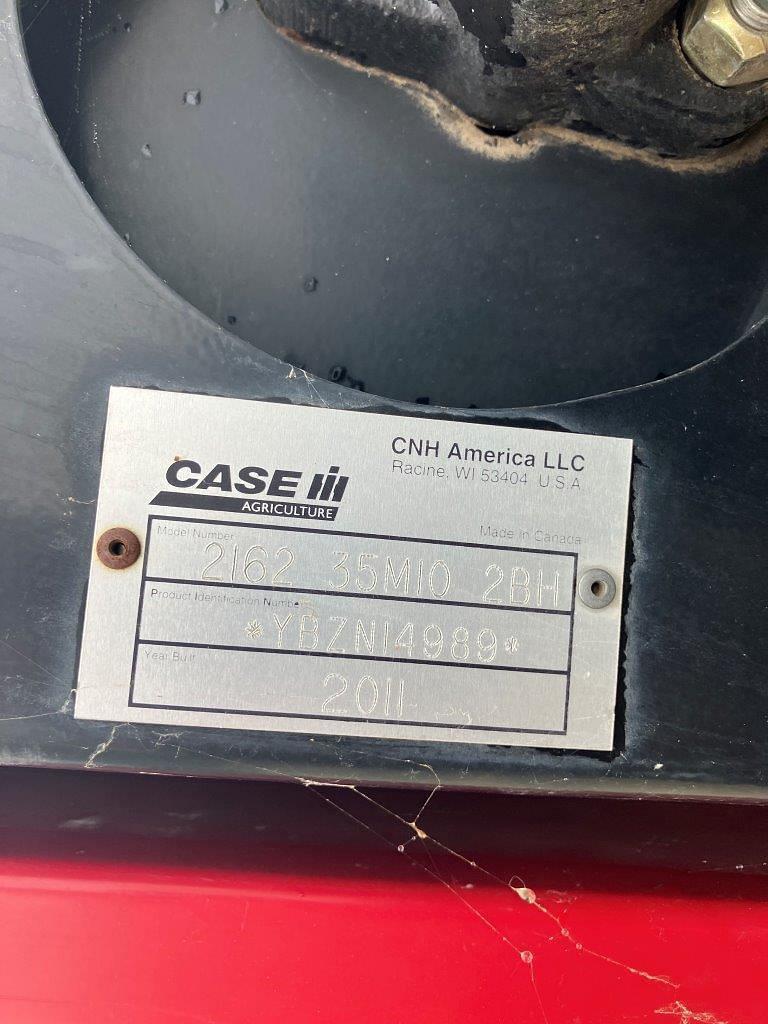 CNH America LLC
Racine, WI 53404 U.S.A.
CASE IH
AGRICULTURE
Made in Canada
Model Number
2162 35M10 2BH
Product Identification Number
*YBZN14989*
Year Built
2011